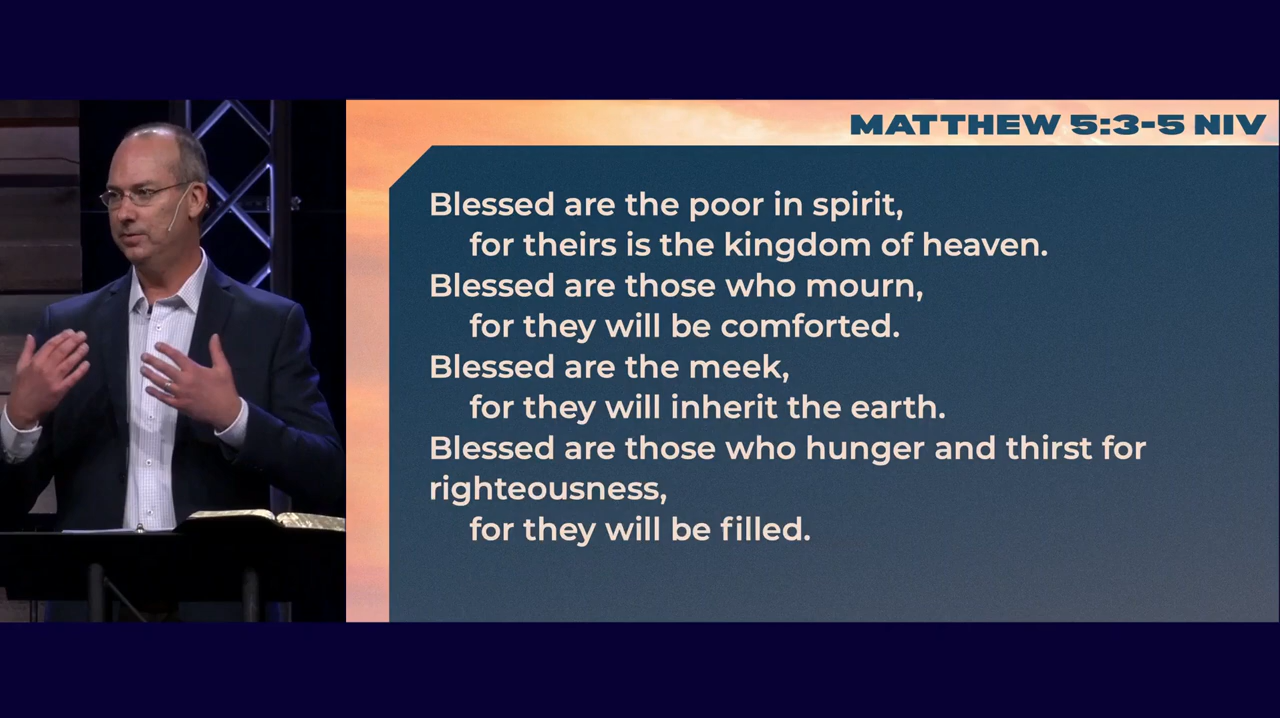 MATTHEW 5:3-5 NIV
Blessed are the poor in spirit,
for theirs is the kingdom of heaven.
Blessed are those who mourn,
for they will be comforted.
Blessed are the meek,
for they will inherit the earth.
Blessed are those who hunger and thirst for
righteousness,
for they will be filled.